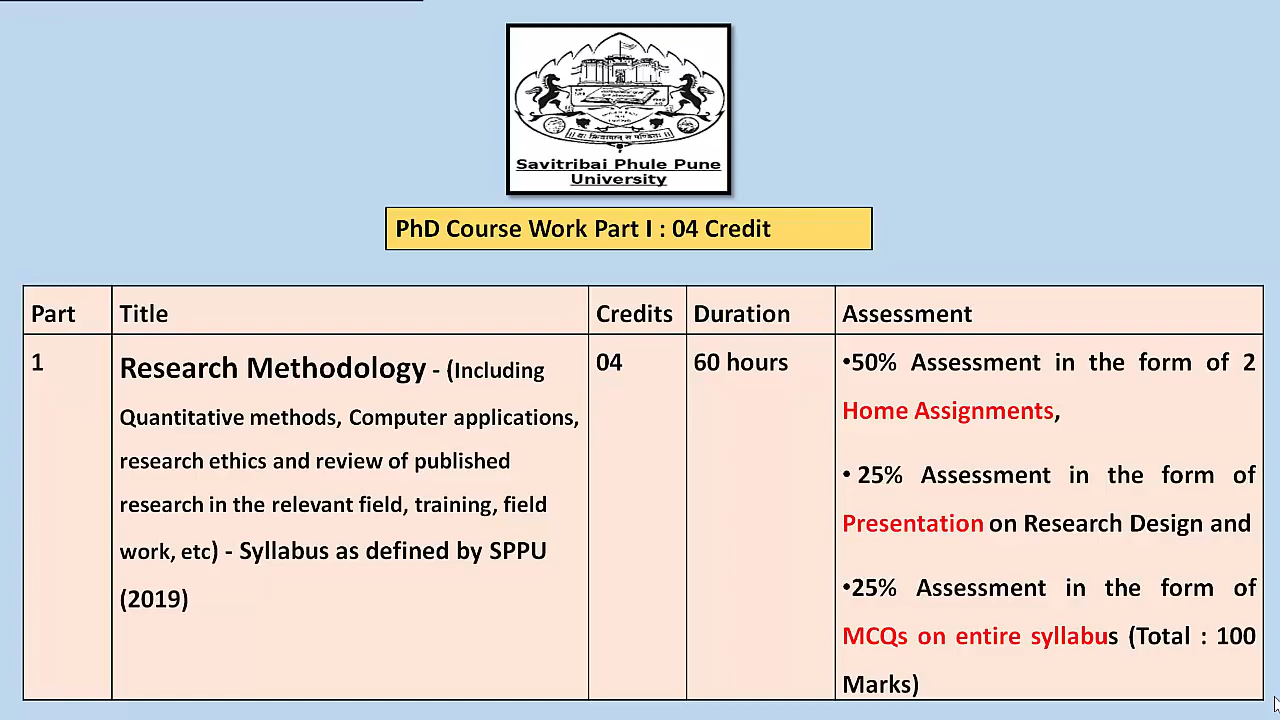 || यः क्रियावान् स पण्डितः ||
Savitribai Phule Pune
University
PhD Course Work Part I : 04 Credit
Part Title Credits Duration Assessment
1
Research Methodology - (Including
Quantitative methods, Computer applications,
research ethics and review of published
research in the relevant field, training, field
work, etc) - Syllabus as defined by SPPU
(2019)
04
60 hours
•50% Assessment in the form of 2
Home Assignments,
• 25% Assessment in the form of
Presentation on Research Design and
•25% Assessment in the form of
MCQs on entire syllabus (Total : 100
Marks)